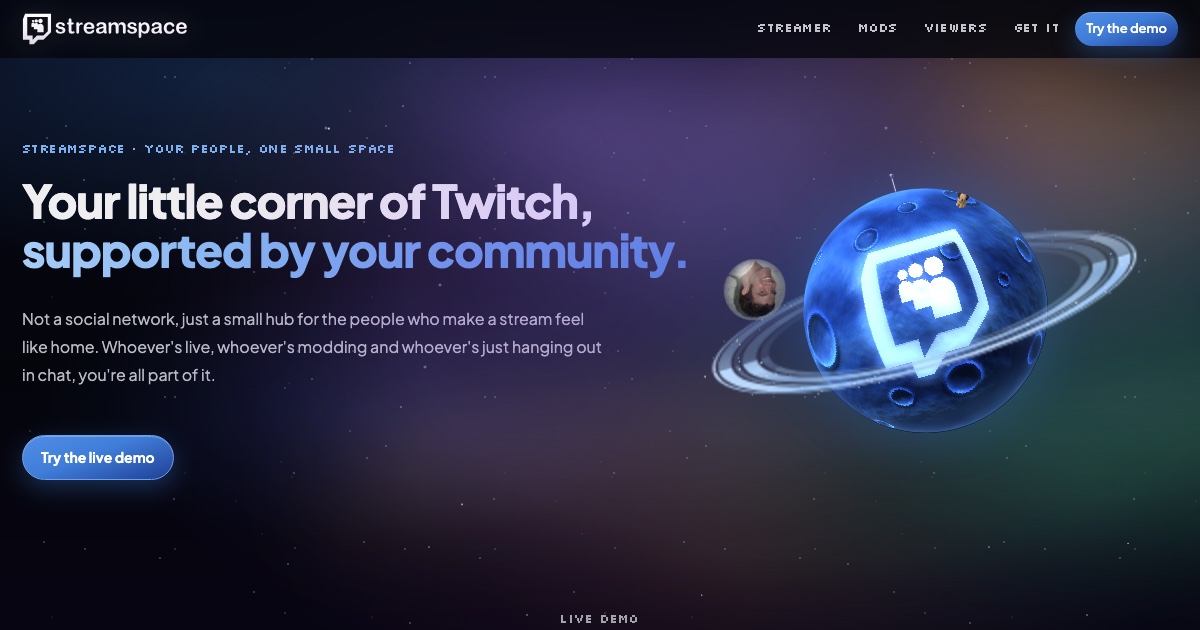 streamspace
STREAMER
MODS
VIEWERS
GET IT
Try the demo
STREAMSPACE · YOUR PEOPLE, ONE SMALL SPACE
Your little corner of Twitch,
supported by your community.
Not a social network, just a small hub for the people who make a stream feel
like home. Whoever's live, whoever's modding and whoever's just hanging out
in chat, you're all part of it.
Try the live demo
LIVE DEMO